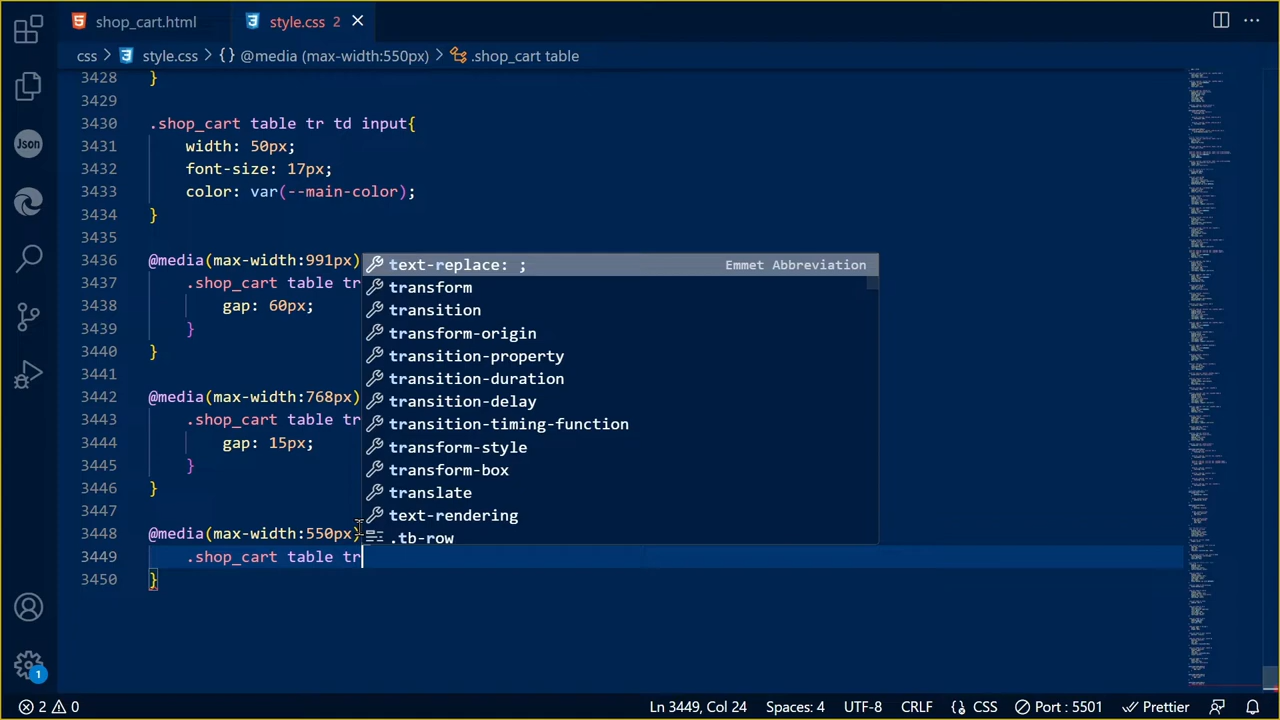 shop_cart.html style.css 2
css > style.css > {} @media (max-width:550px) > .shop_cart table
3428 }
3429
3430 .shop_cart table tr td input{
3431 width: 50px;
3432 font-size: 17px;
3433 color: var(--main-color);
3434 }
3435
3436 @media(max-width:991px)
text-replace: ; Emmet Abbreviation
3437 .shop_cart table tr
transform
3438 gap: 60px;
transition
3439 }
transform-origin
3440 }
transition-property
3441
transition-duration
3442 @media(max-width:768px)
transition-delay
3443 .shop_cart table tr
transition-timing-function
3444 gap: 15px;
transform-style
3445 }
transform-box
3446 }
translate
3447
text-rendering
3448 @media(max-width:550px)
.tb-row
3449 .shop_cart table tr
3450 }
Json
1
2 0 Ln 3449, Col 24 Spaces: 4 UTF-8 CRLF {} CSS Port : 5501 Prettier